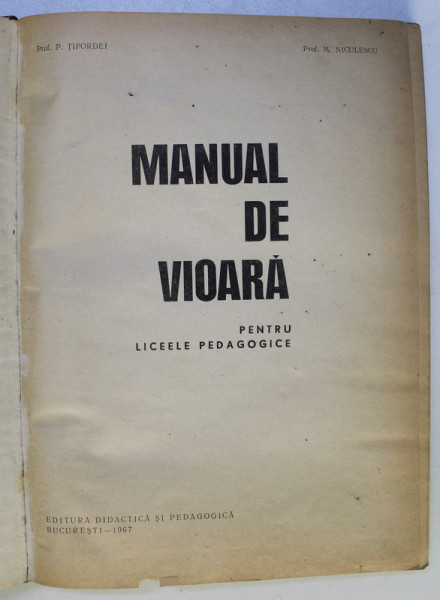 Prof. P. ȚIPORDEI
Prof. M. NICULESCU
MANUAL
DE
VIOARĂ
PENTRU
LICEELE PEDAGOGICE
EDITURA DIDACTICĂ ȘI PEDAGOGICĂ
BUCUREȘTI—1967